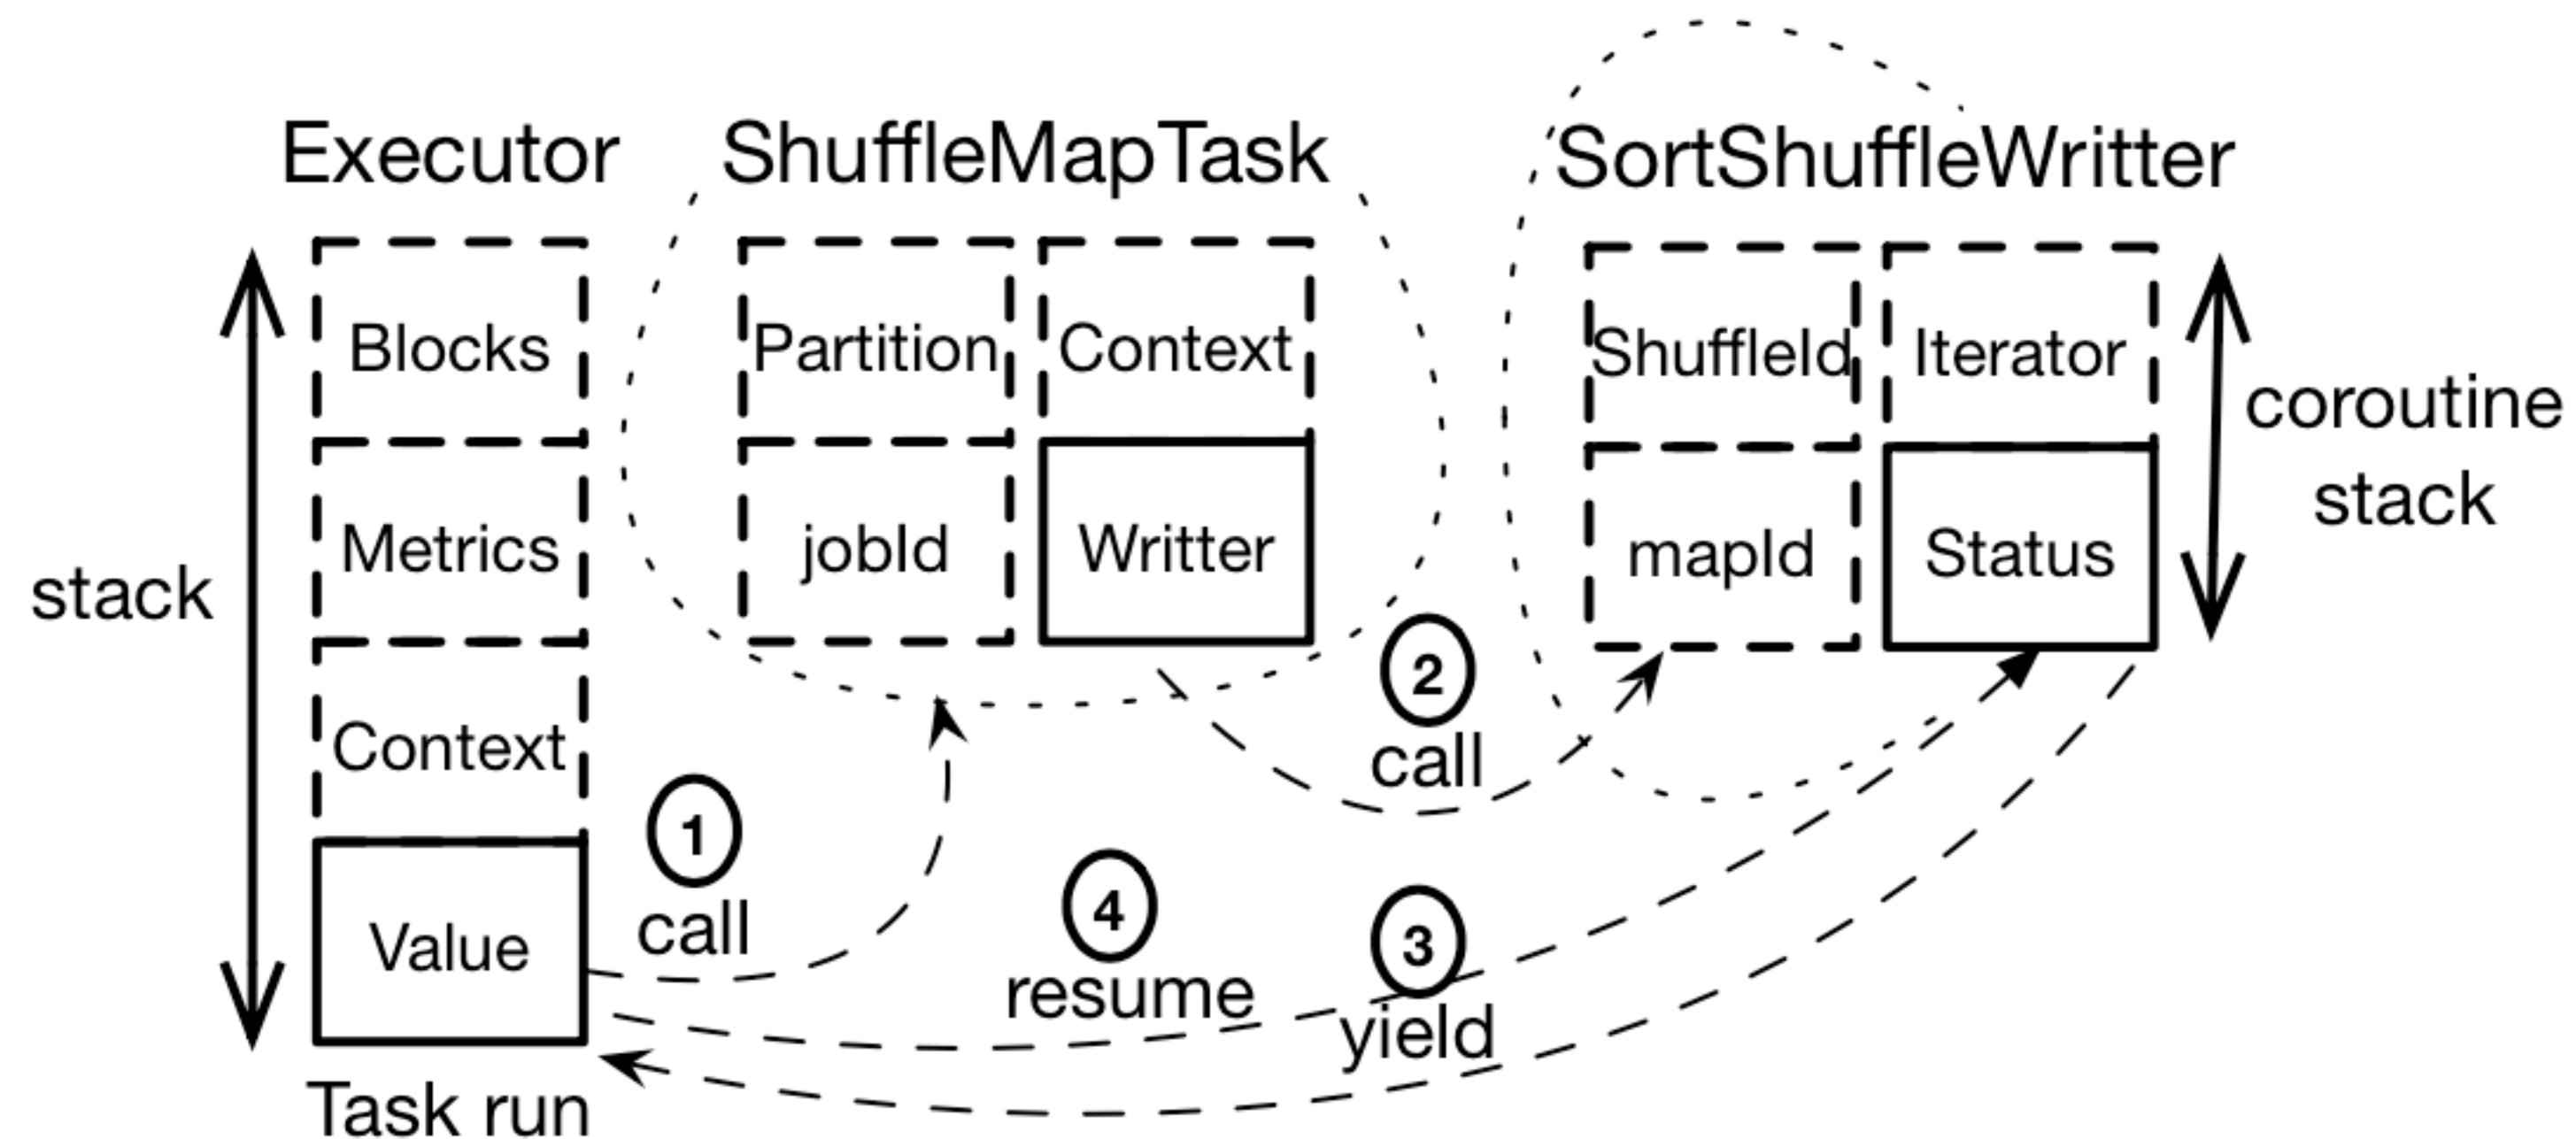 Executor
ShuffleMapTask
SortShuffleWritter
Blocks
Partition
Context
ShuffleId
Iterator
coroutine
stack
Metrics
jobId
Writter
mapId
Status
stack
Context
2
call
1
call
Value
4
resume
3
yield
Task run